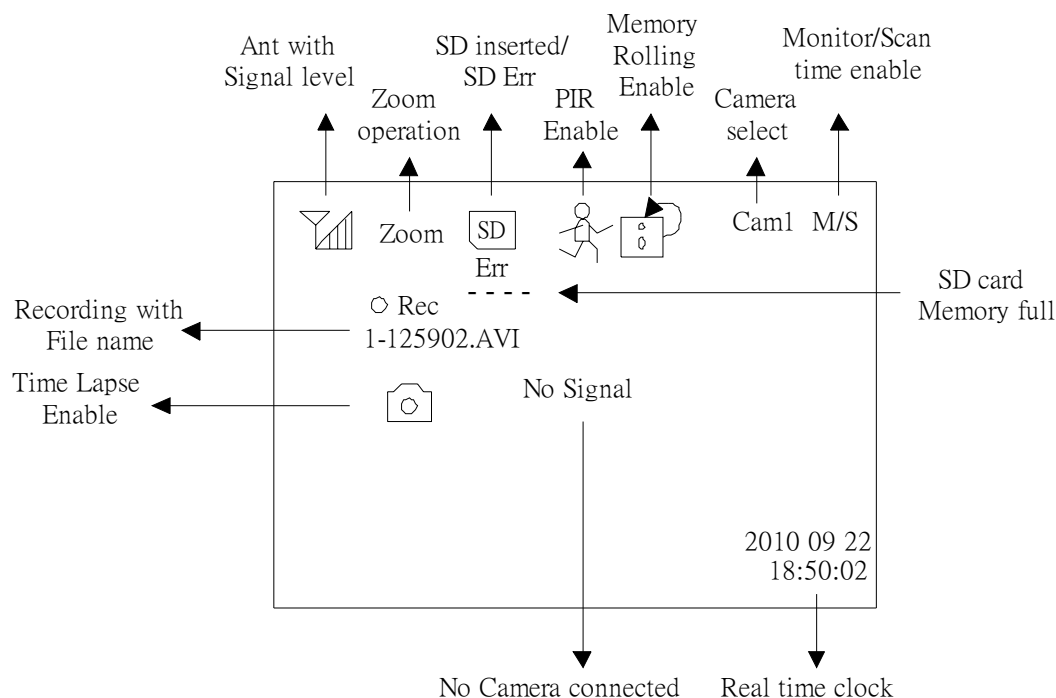 Ant with
Signal level
Zoom
operation
SD inserted/
SD Err
PIR
Enable
Memory
Rolling
Enable
Camera
select
Monitor/Scan
time enable
Zoom
SD
Err
Cam1
M/S
- - - -
SD card
Memory full
Recording with
File name
Rec
1-125902.AVI
Time Lapse
Enable
No Signal
2010 09 22
18:50:02
No Camera connected
Real time clock